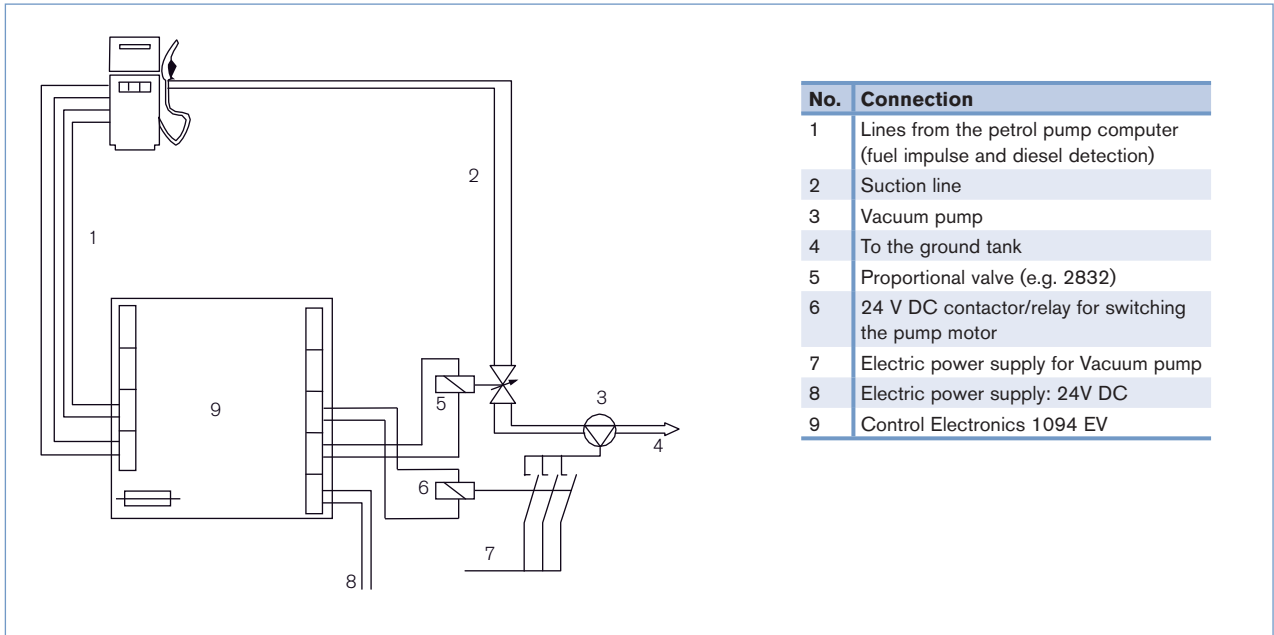 1
2
3
4
5
6
7
8
9
No. Connection
1 Lines from the petrol pump computer
(fuel impulse and diesel detection)
2 Suction line
3 Vacuum pump
4 To the ground tank
5 Proportional valve (e.g. 2832)
6 24 V DC contactor/relay for switching
the pump motor
7 Electric power supply for Vacuum pump
8 Electric power supply: 24V DC
9 Control Electronics 1094 EV